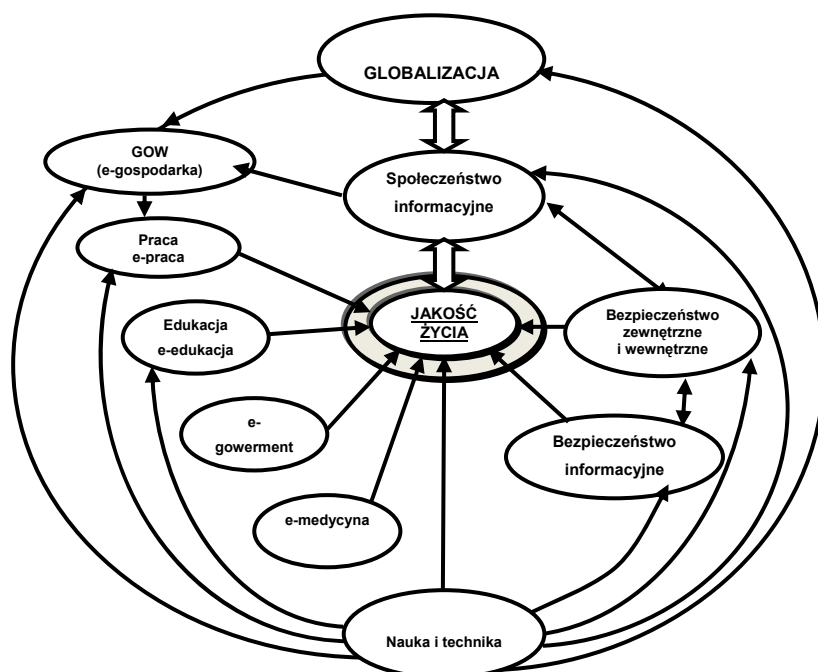 GLOBALIZACJA
GOW
(e-gospodarka)
Społeczeństwo
informacyjne
Praca
e-praca
JAKOŚĆ
ŻYCIA
Edukacja
e-edukacja
Bezpieczeństwo
zewnętrzne
i wewnętrzne
e-
gowerment
Bezpieczeństwo
informacyjne
e-medycyna
Nauka i technika